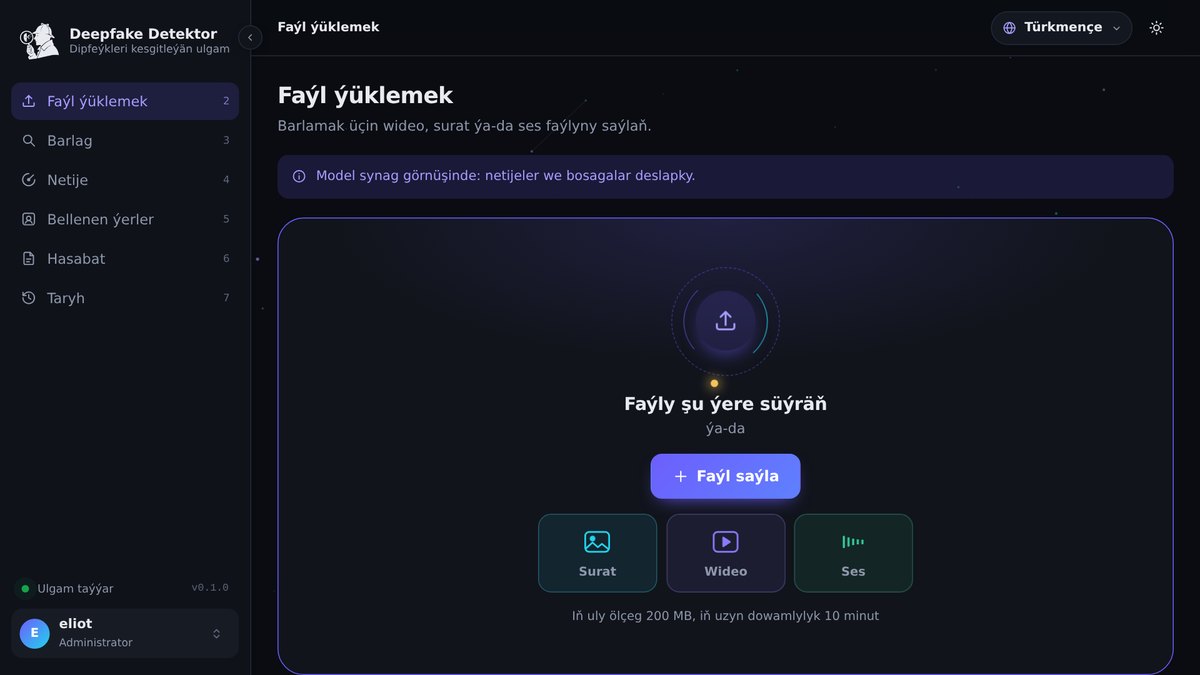 Deepfake Detektor
Dipfeýkleri kesgitleýän ulgam
Faýl ýüklemek 2
Barlag 3
Netije 4
Bellenen ýerler 5
Hasabat 6
Taryh 7
Ulgam taýýar v0.1.0
E
eliot
Administrator
Faýl ýüklemek
Türkmençe
Faýl ýüklemek
Barlamak üçin wideo, surat ýa-da ses faýlyny saýlaň.
Model synag görnüşinde: netijeler we bosagalar deslapky.
Faýly şu ýere süýräň
ýa-da
+ Faýl saýla
Surat
Wideo
Ses
Iň uly ölçeg 200 MB, iň uzyn dowamlylyk 10 minut